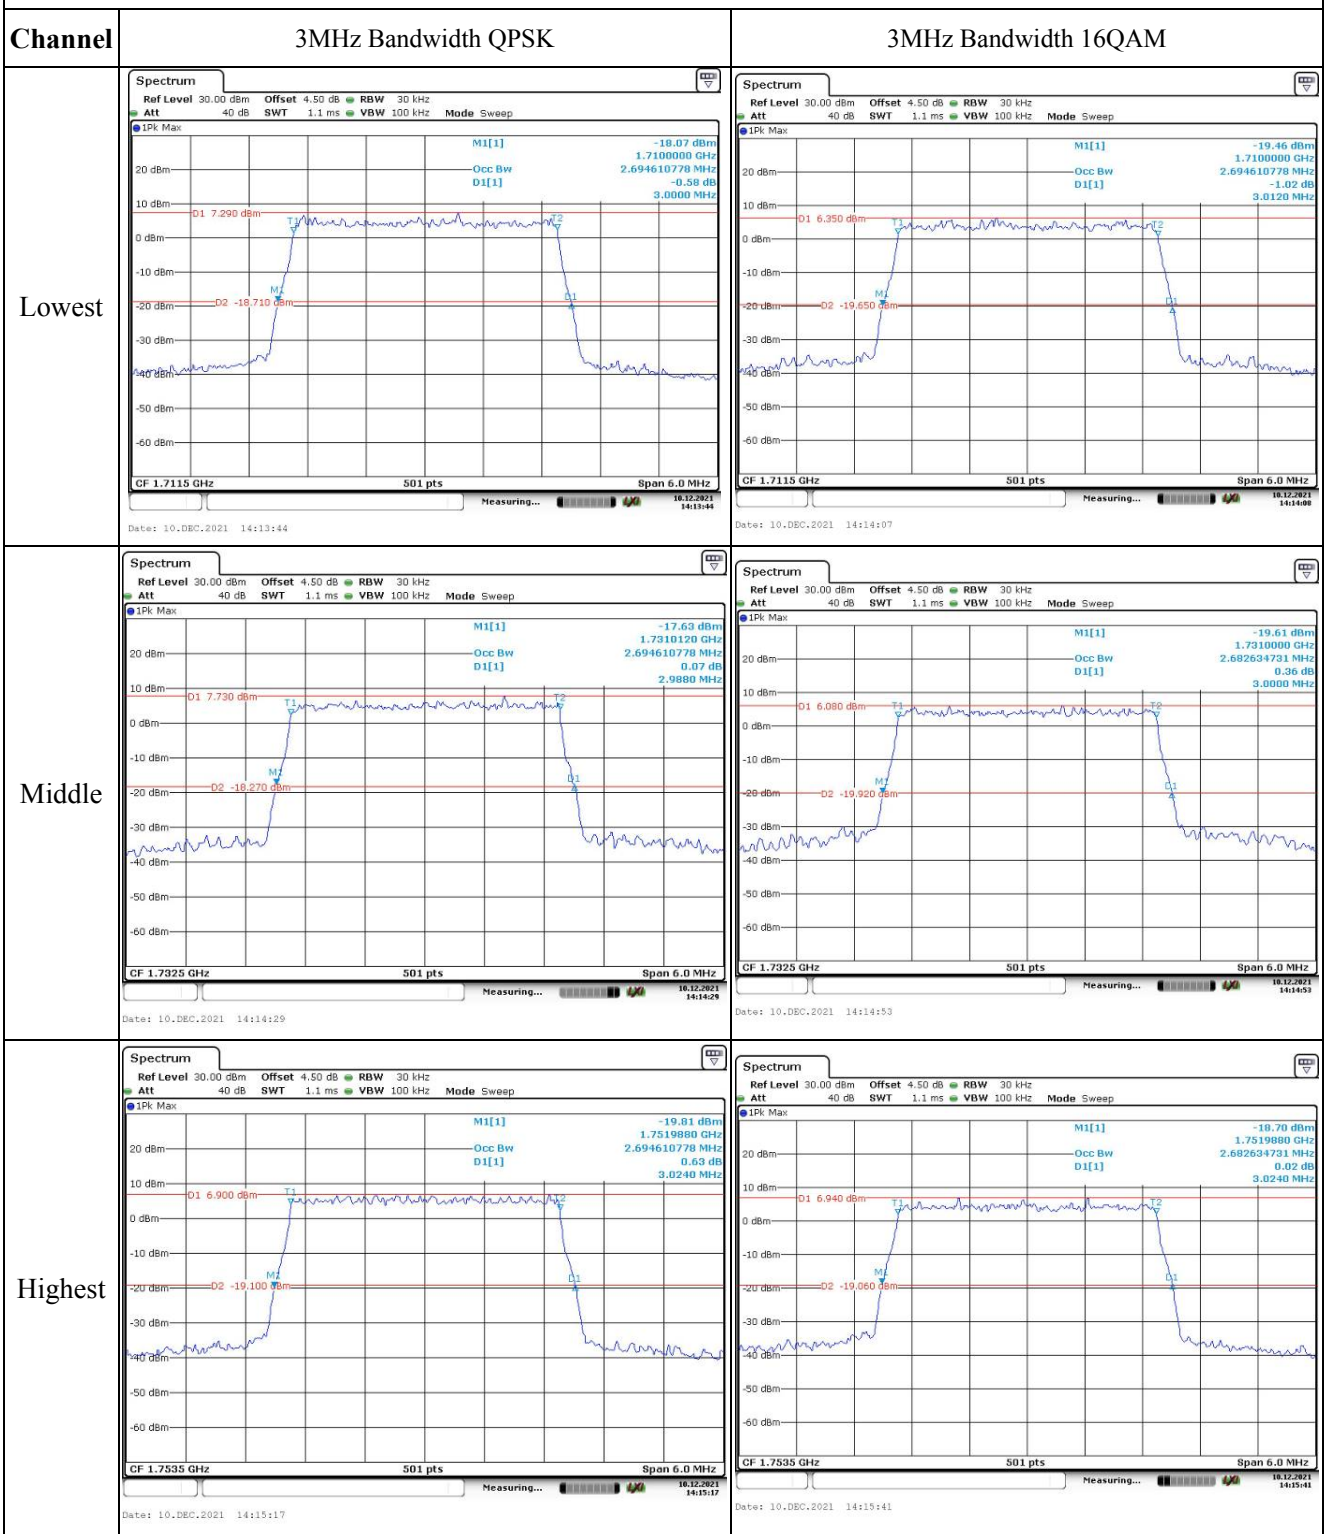 Channel 3MHz Bandwidth QPSK 3MHz Bandwidth 16QAM
Lowest
Spectrum
Ref Level 30.00 dBm Offset 4.50 dB RBW 30 kHz
Att 40 dB SWT 1.1 ms VBW 100 kHz Mode Sweep
1Pk Max
M1[1] -18.07 dBm
1.7100000 GHz
Occ Bw 2.694610778 MHz
D1[1] -0.58 dB
3.0000 MHz
20 dBm
10 dBm
D1 7.290 dBm
T1 T2
0 dBm
-10 dBm
M1 D1
D2 -18.710 dBm
-20 dBm
-30 dBm
-40 dBm
-50 dBm
-60 dBm
CF 1.7115 GHz 501 pts Span 6.0 MHz
Measuring... 10.12.2021
14:13:44
Date: 10.DEC.2021 14:13:44
Spectrum
Ref Level 30.00 dBm Offset 4.50 dB RBW 30 kHz
Att 40 dB SWT 1.1 ms VBW 100 kHz Mode Sweep
1Pk Max
M1[1] -19.46 dBm
1.7100000 GHz
Occ Bw 2.694610778 MHz
D1[1] -1.02 dB
3.0120 MHz
20 dBm
10 dBm
D1 6.350 dBm
T1 T2
0 dBm
-10 dBm
M1 D1
D2 -19.650 dBm
-20 dBm
-30 dBm
-40 dBm
-50 dBm
-60 dBm
CF 1.7115 GHz 501 pts Span 6.0 MHz
Measuring... 10.12.2021
14:14:08
Date: 10.DEC.2021 14:14:07
Middle
Spectrum
Ref Level 30.00 dBm Offset 4.50 dB RBW 30 kHz
Att 40 dB SWT 1.1 ms VBW 100 kHz Mode Sweep
1Pk Max
M1[1] -17.63 dBm
1.7310120 GHz
Occ Bw 2.694610778 MHz
D1[1] 0.07 dB
2.9880 MHz
20 dBm
10 dBm
D1 7.730 dBm
T1 T2
0 dBm
-10 dBm
M1 D1
D2 -18.270 dBm
-20 dBm
-30 dBm
-40 dBm
-50 dBm
-60 dBm
CF 1.7325 GHz 501 pts Span 6.0 MHz
Measuring... 10.12.2021
14:14:29
Date: 10.DEC.2021 14:14:29
Spectrum
Ref Level 30.00 dBm Offset 4.50 dB RBW 30 kHz
Att 40 dB SWT 1.1 ms VBW 100 kHz Mode Sweep
1Pk Max
M1[1] -19.61 dBm
1.7310000 GHz
Occ Bw 2.682634731 MHz
D1[1] 0.36 dB
3.0000 MHz
20 dBm
10 dBm
D1 6.080 dBm
T1 T2
0 dBm
-10 dBm
M1 D1
D2 -19.920 dBm
-20 dBm
-30 dBm
-40 dBm
-50 dBm
-60 dBm
CF 1.7325 GHz 501 pts Span 6.0 MHz
Measuring... 10.12.2021
14:14:53
Date: 10.DEC.2021 14:14:53
Highest
Spectrum
Ref Level 30.00 dBm Offset 4.50 dB RBW 30 kHz
Att 40 dB SWT 1.1 ms VBW 100 kHz Mode Sweep
1Pk Max
M1[1] -19.81 dBm
1.7519880 GHz
Occ Bw 2.694610778 MHz
D1[1] 0.63 dB
3.0240 MHz
20 dBm
10 dBm
D1 6.900 dBm
T1 T2
0 dBm
-10 dBm
M1 D1
D2 -19.100 dBm
-20 dBm
-30 dBm
-40 dBm
-50 dBm
-60 dBm
CF 1.7535 GHz 501 pts Span 6.0 MHz
Measuring... 10.12.2021
14:15:17
Date: 10.DEC.2021 14:15:17
Spectrum
Ref Level 30.00 dBm Offset 4.50 dB RBW 30 kHz
Att 40 dB SWT 1.1 ms VBW 100 kHz Mode Sweep
1Pk Max
M1[1] -18.70 dBm
1.7519880 GHz
Occ Bw 2.682634731 MHz
D1[1] 0.02 dB
3.0240 MHz
20 dBm
10 dBm
D1 6.940 dBm
T1 T2
0 dBm
-10 dBm
M1 D1
D2 -19.060 dBm
-20 dBm
-30 dBm
-40 dBm
-50 dBm
-60 dBm
CF 1.7535 GHz 501 pts Span 6.0 MHz
Measuring... 10.12.2021
14:15:41
Date: 10.DEC.2021 14:15:41